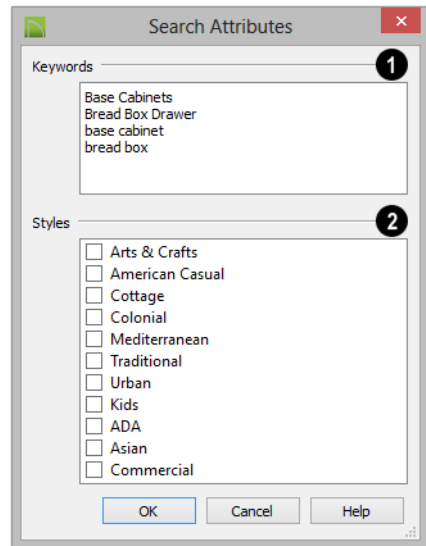 Search Attributes
Keywords
1
Base Cabinets
Bread Box Drawer
base cabinet
bread box
Styles
2
Arts & Crafts
American Casual
Cottage
Colonial
Mediterranean
Traditional
Urban
Kids
ADA
Asian
Commercial
OK Cancel Help